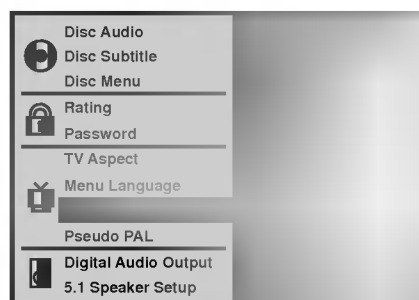 Disc Audio
Disc Subtitle
Disc Menu
Rating
Password
TV Aspect
Menu Language
Pseudo PAL
Digital Audio Output
5.1 Speaker Setup